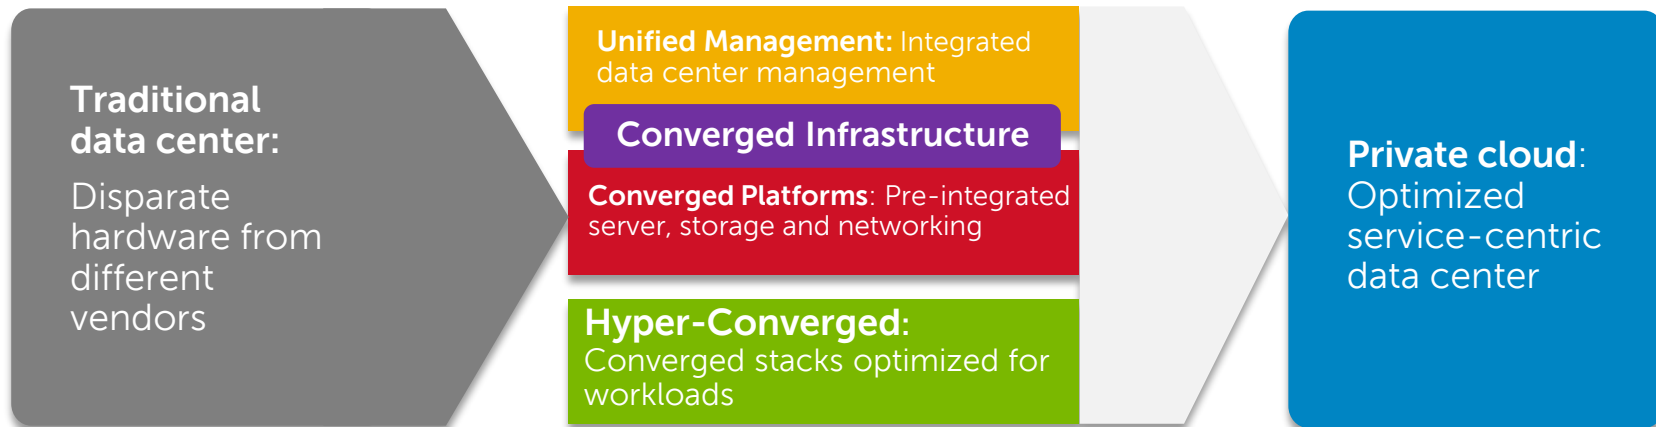 Traditional
data center:
Disparate
hardware from
different
vendors
Unified Management: Integrated
data center management
Converged Infrastructure
Converged Platforms: Pre-integrated
server, storage and networking
Hyper-Converged:
Converged stacks optimized for
workloads
Private cloud:
Optimized
service-centric
data center